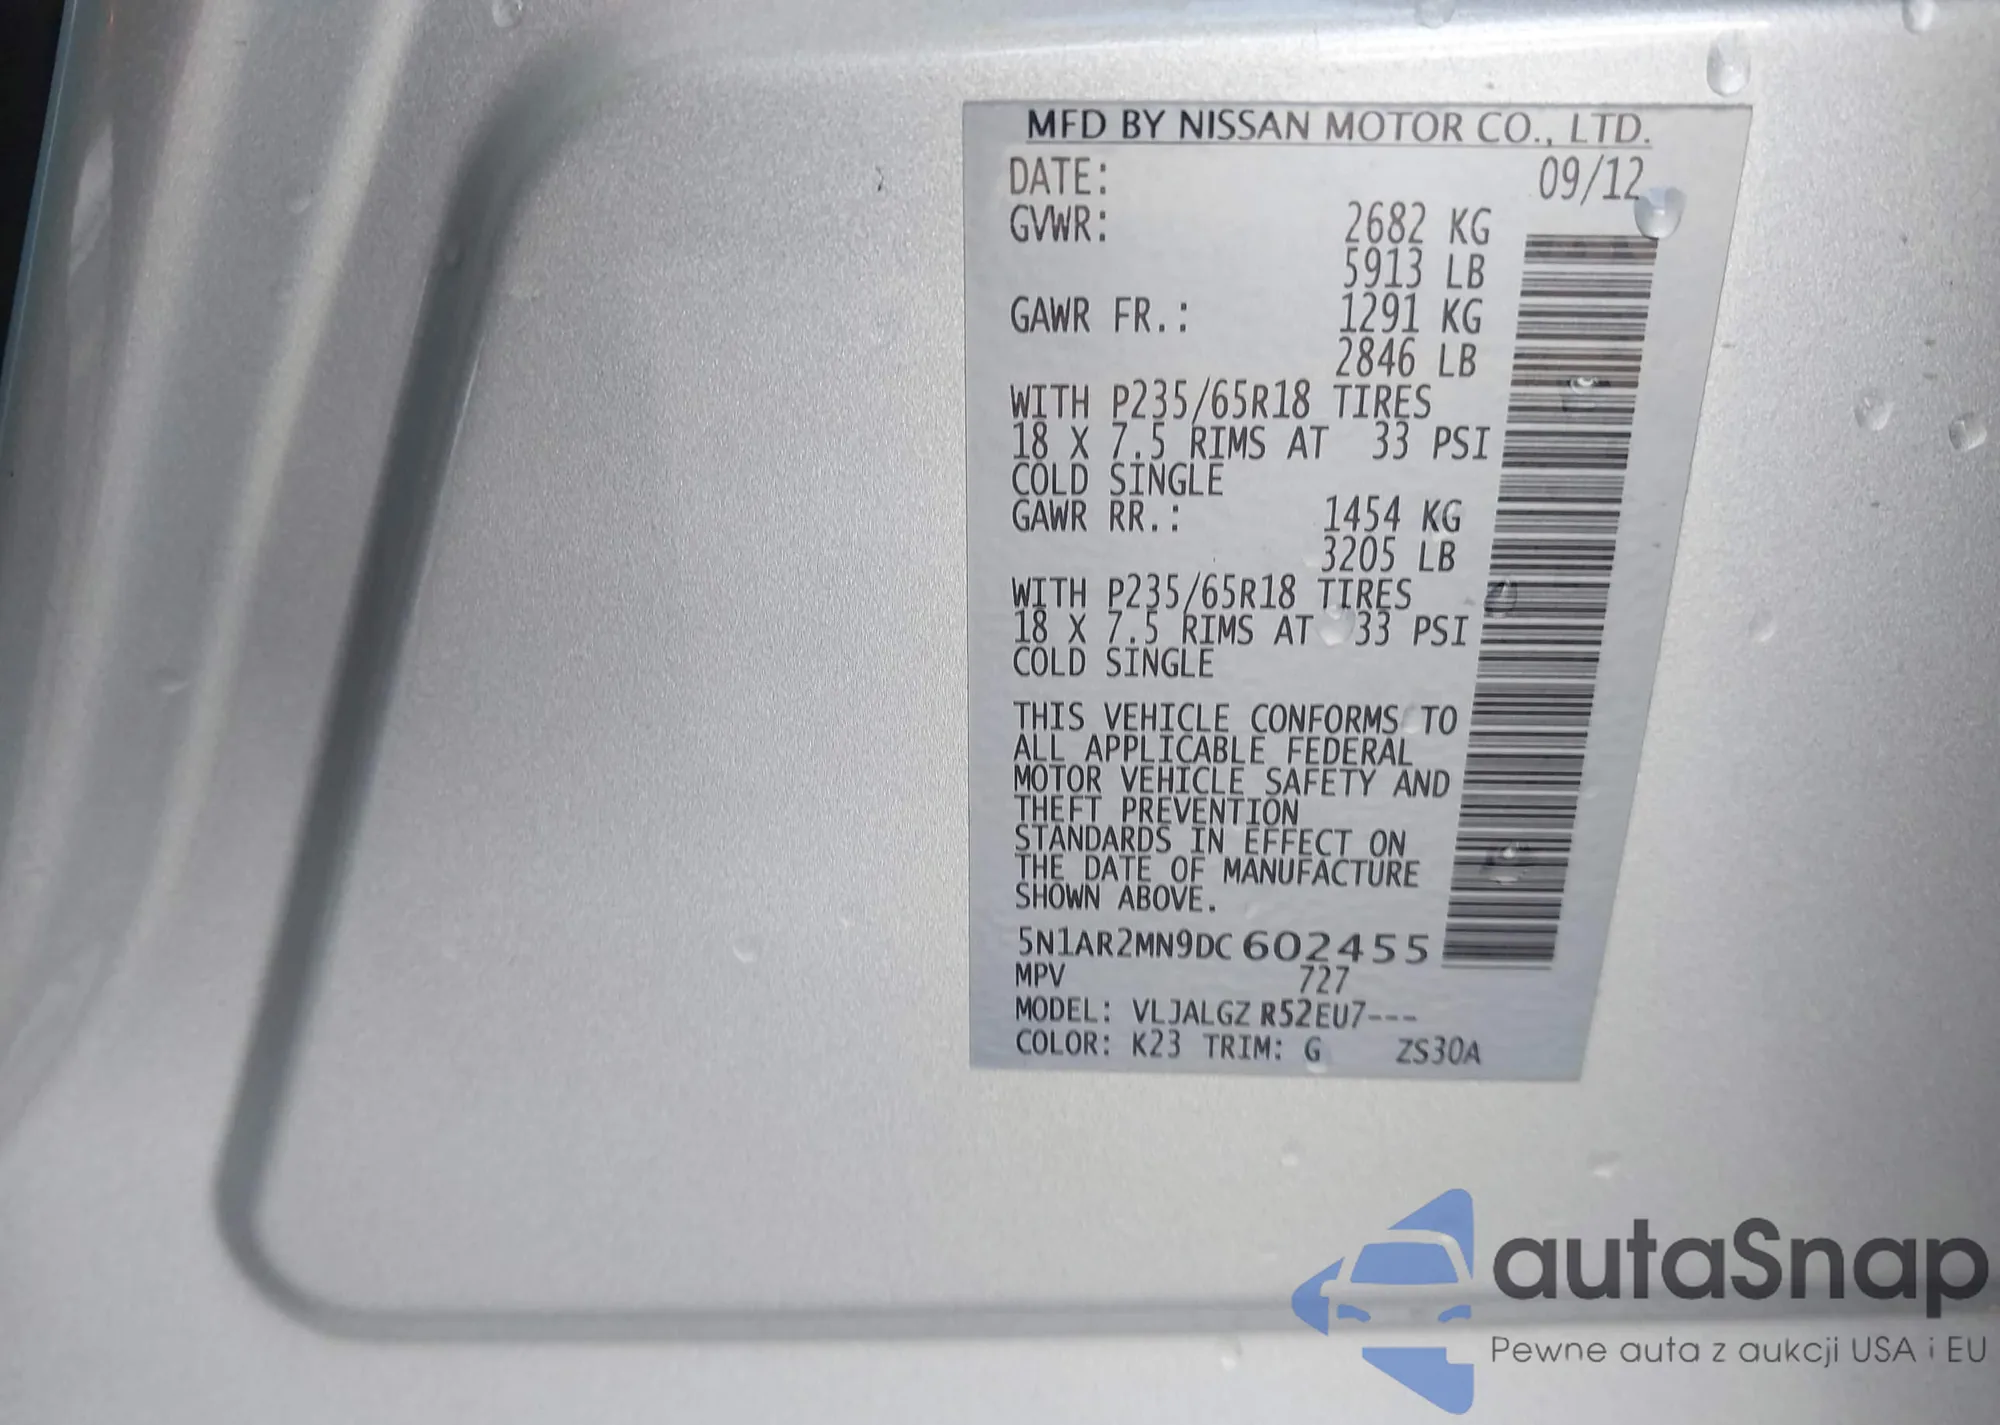 MFD BY NISSAN MOTOR CO., LTD.
DATE: 09/12
GVWR: 2682 KG
5913 LB
GAWR FR.: 1291 KG
2846 LB
WITH P235/65R18 TIRES
18 X 7.5 RIMS AT 33 PSI
COLD SINGLE
GAWR RR.: 1454 KG
3205 LB
WITH P235/65R18 TIRES
18 X 7.5 RIMS AT 33 PSI
COLD SINGLE
THIS VEHICLE CONFORMS TO
ALL APPLICABLE FEDERAL
MOTOR VEHICLE SAFETY AND
THEFT PREVENTION
STANDARDS IN EFFECT ON
THE DATE OF MANUFACTURE
SHOWN ABOVE.
5N1AR2MN9DC602455
MPV 727
MODEL: VLJALGZ R52EU7---
COLOR: K23 TRIM: G ZS30A
autaSnap
Pewne auta z aukcji USA i EU